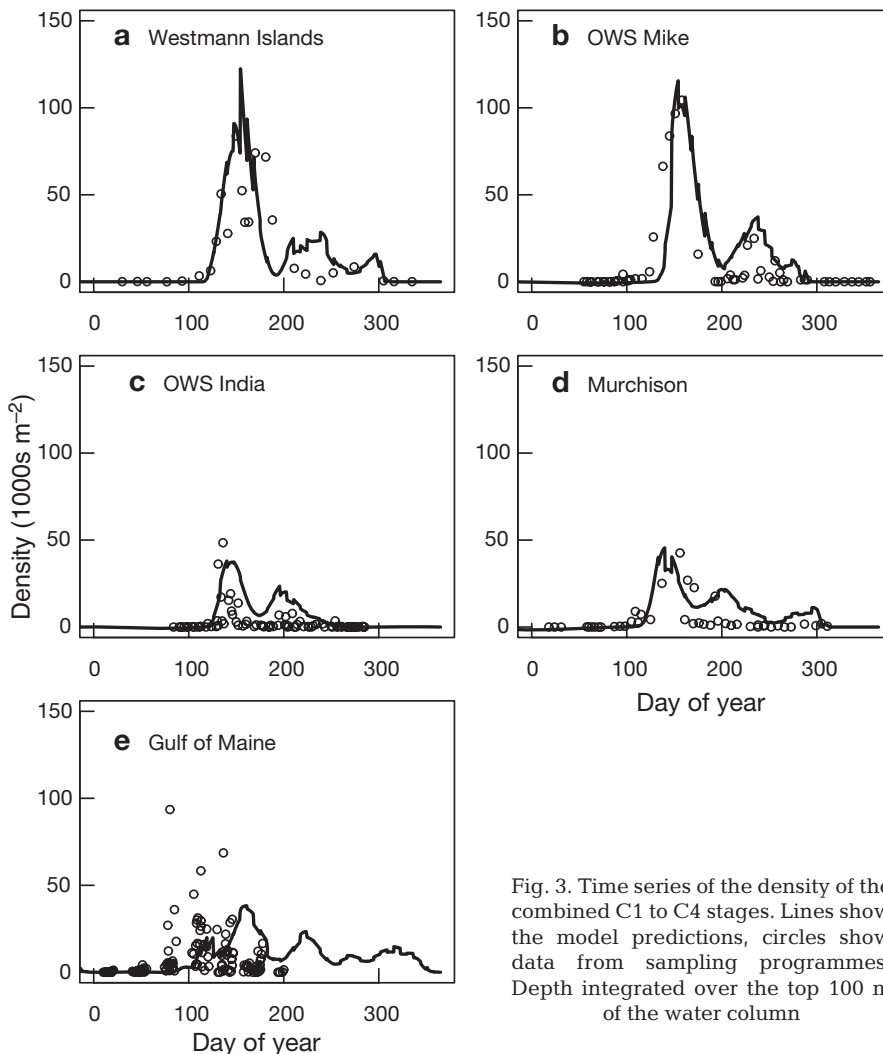 150
100
50
0
a Westmann Islands
0 100 200 300
b OWS Mike
150
100
50
0
0 100 200 300
Density (1000s m⁻²)
150
100
50
0
c OWS India
0 100 200 300
d Murchison
150
100
50
0
0 100 200 300
Day of year
150
100
50
0
e Gulf of Maine
0 100 200 300
Day of year
Fig. 3. Time series of the density of the
combined C1 to C4 stages. Lines show
the model predictions, circles show
data from sampling programmes
Depth integrated over the top 100 m
of the water column